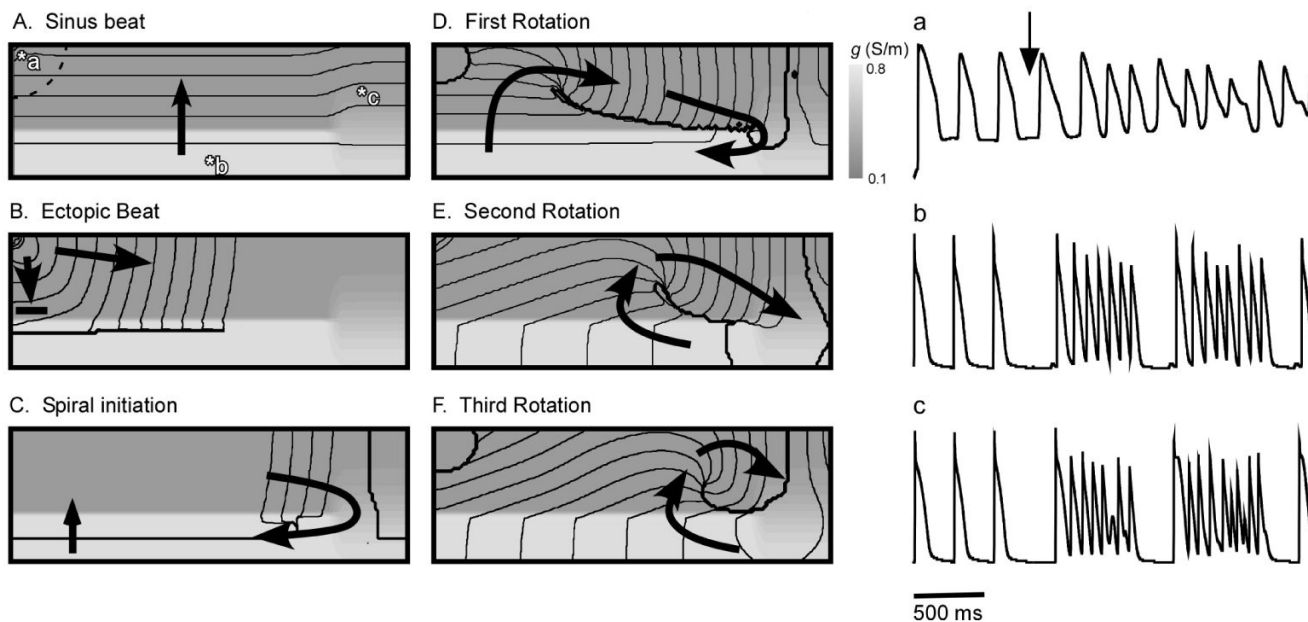 A. Sinus beat
*a
*c
*b
B. Ectopic Beat
C. Spiral initiation
D. First Rotation
E. Second Rotation
F. Third Rotation
g (S/m)
0.8
0.1
a
b
c
500 ms